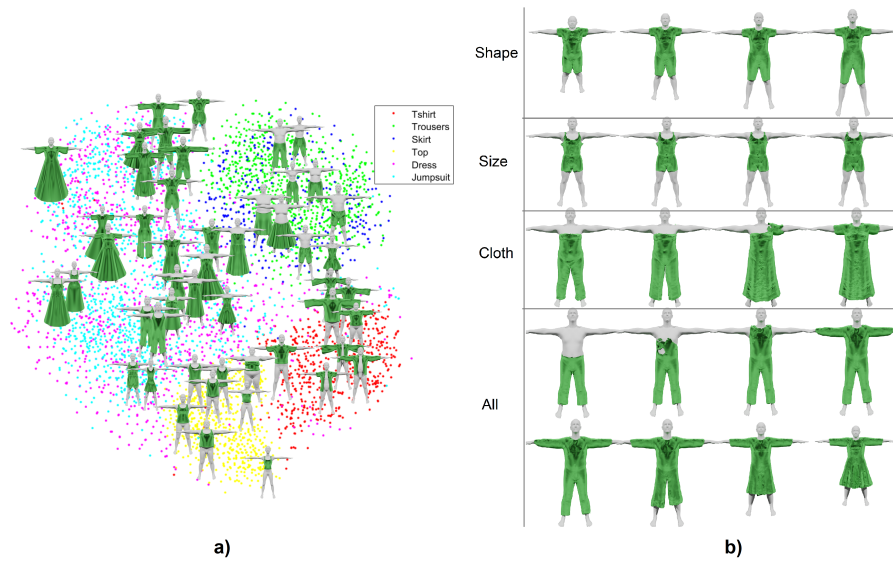 Tshirt
Trousers
Skirt
Top
Dress
Jumpsuit
a)
Shape
Size
Cloth
All
b)